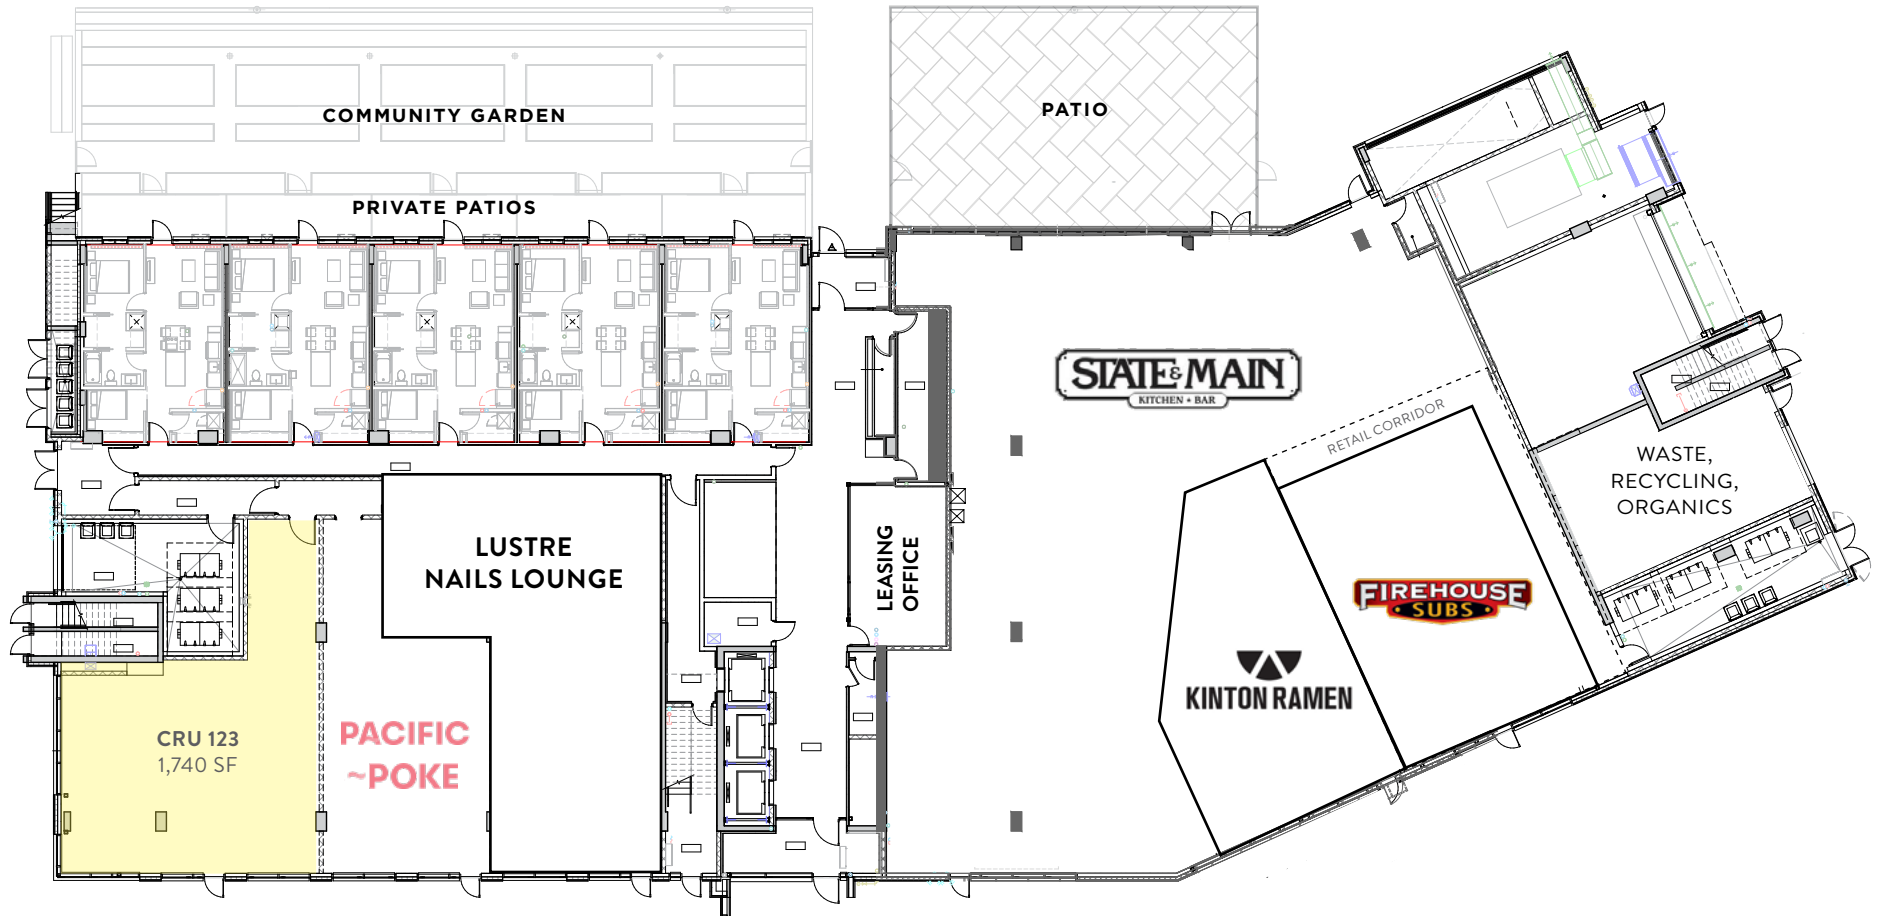 COMMUNITY GARDEN
PATIO
PRIVATE PATIOS
STATE & MAIN
KITCHEN + BAR
RETAIL CORRIDOR
WASTE,
RECYCLING,
ORGANICS
LUSTRE
NAILS LOUNGE
LEASING
OFFICE
FIREHOUSE
SUBS
KINTON RAMEN
PACIFIC
~POKE
CRU 123
1,740 SF